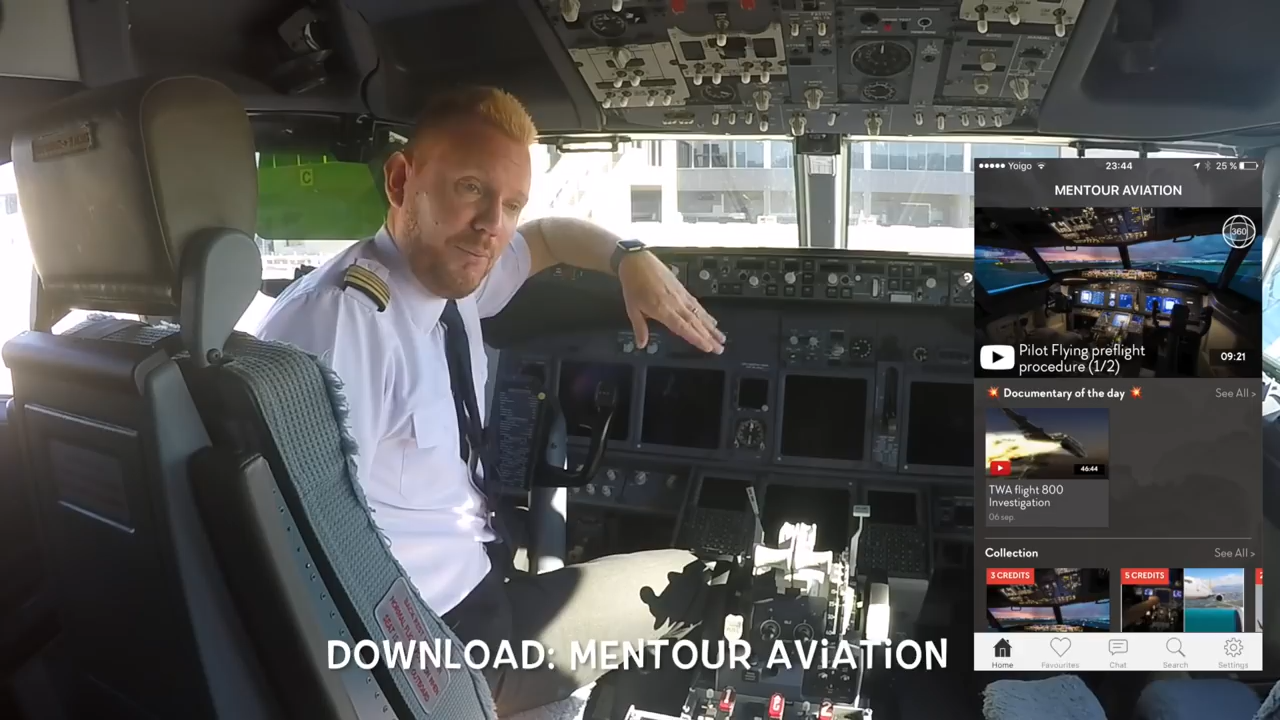 C
Yoigo 23:44 25 %
MENTOUR AVIATION
360
Pilot Flying preflight
procedure (1/2)
09:21
Documentary of the day See All >
46:44
TWA flight 800
Investigation
06 sep.
Collection See All >
3 CREDITS 5 CREDITS
Home Favourites Chat Search Settings
DOWNLOAD: MENTOUR AViATiON
1 2